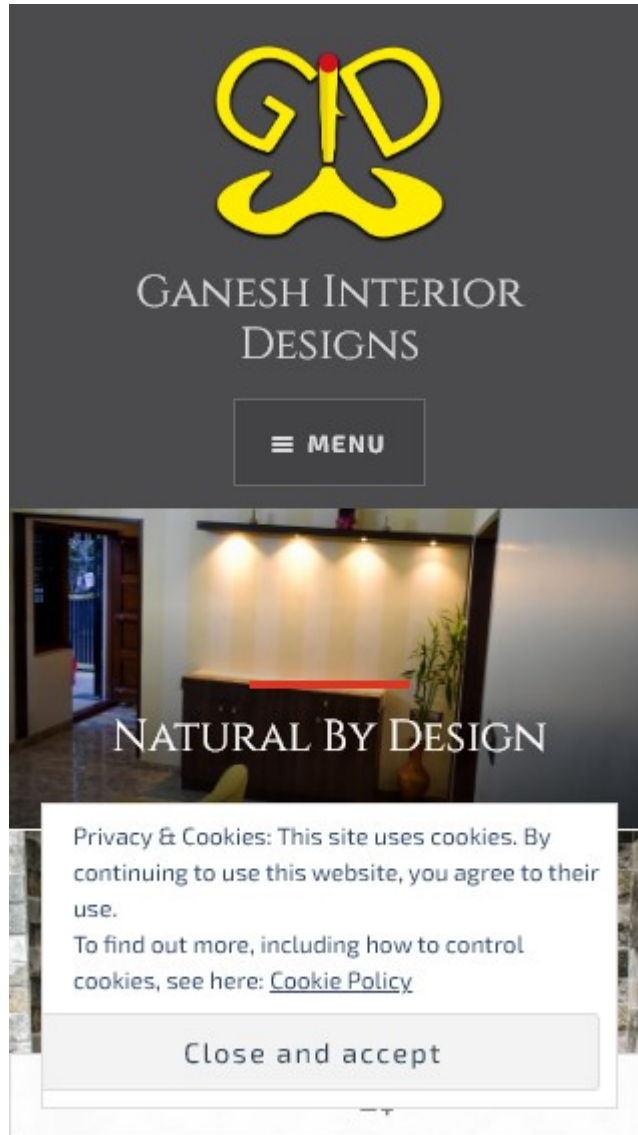 GID
GANESH INTERIOR
DESIGNS
≡ MENU
NATURAL BY DESIGN
Privacy & Cookies: This site uses cookies. By
continuing to use this website, you agree to their
use.
To find out more, including how to control
cookies, see here: Cookie Policy
Close and accept